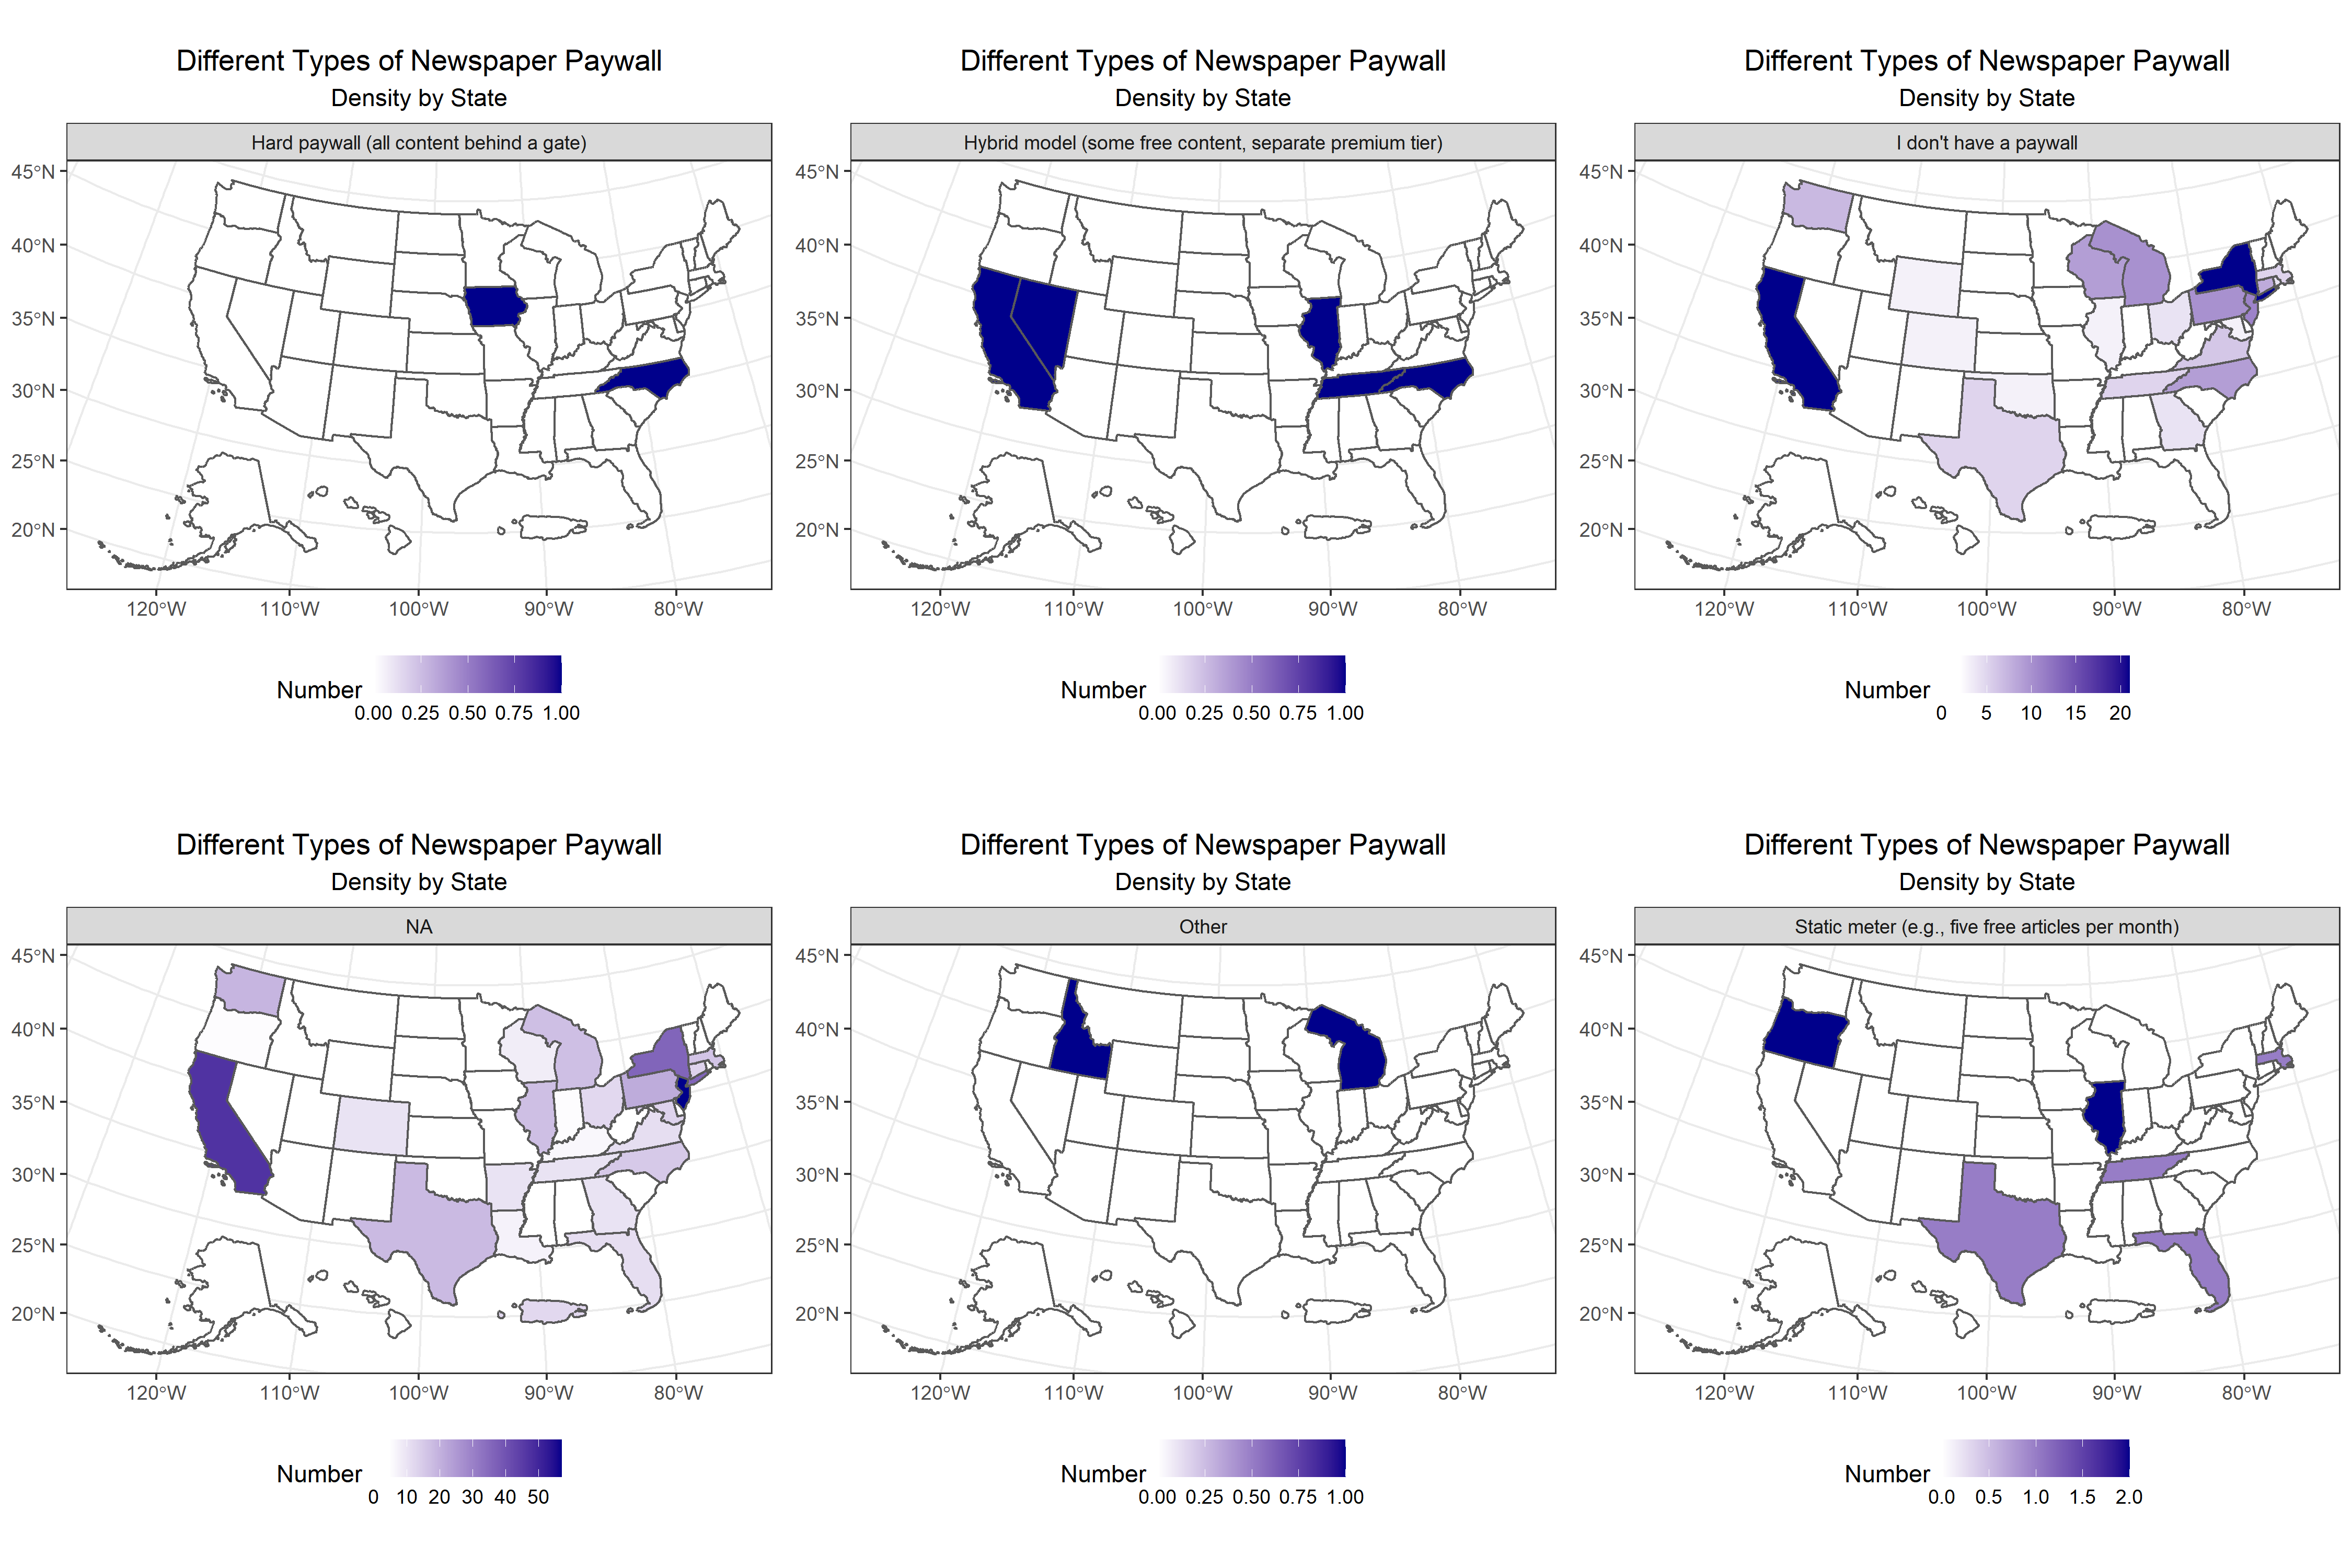 Different Types of Newspaper Paywall
Density by State
Hard paywall (all content behind a gate)
45°N
40°N
35°N
30°N
25°N
20°N
120°W 110°W 100°W 90°W 80°W
Number
0.00 0.25 0.50 0.75 1.00
Different Types of Newspaper Paywall
Density by State
Hybrid model (some free content, separate premium tier)
45°N
40°N
35°N
30°N
25°N
20°N
120°W 110°W 100°W 90°W 80°W
Number
0.00 0.25 0.50 0.75 1.00
Different Types of Newspaper Paywall
Density by State
I don't have a paywall
45°N
40°N
35°N
30°N
25°N
20°N
120°W 110°W 100°W 90°W 80°W
Number
0 5 10 15 20
Different Types of Newspaper Paywall
Density by State
NA
45°N
40°N
35°N
30°N
25°N
20°N
120°W 110°W 100°W 90°W 80°W
Number
0 10 20 30 40 50
Different Types of Newspaper Paywall
Density by State
Other
45°N
40°N
35°N
30°N
25°N
20°N
120°W 110°W 100°W 90°W 80°W
Number
0.00 0.25 0.50 0.75 1.00
Different Types of Newspaper Paywall
Density by State
Static meter (e.g., five free articles per month)
45°N
40°N
35°N
30°N
25°N
20°N
120°W 110°W 100°W 90°W 80°W
Number
0.0 0.5 1.0 1.5 2.0